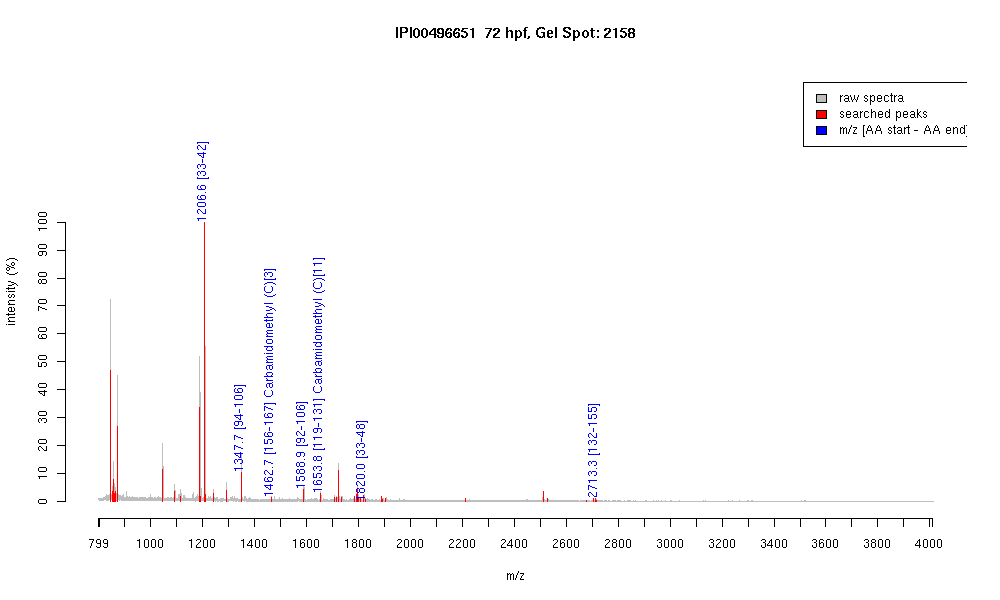 IPI00496651 72 hpf, Gel Spot: 2158
raw spectra
searched peaks
m/z [AA start - AA end]
1206.6 [33-42]
1347.7 [94-106]
1462.7 [156-167] Carbamidomethyl (C)[3]
1588.9 [92-106]
1653.8 [119-131] Carbamidomethyl (C)[11]
1820.0 [33-48]
2713.3 [132-155]
intensity (%)
100
90
80
70
60
50
40
30
20
10
0
799 1000 1200 1400 1600 1800 2000 2200 2400 2600 2800 3000 3200 3400 3600 3800 4000
m/z